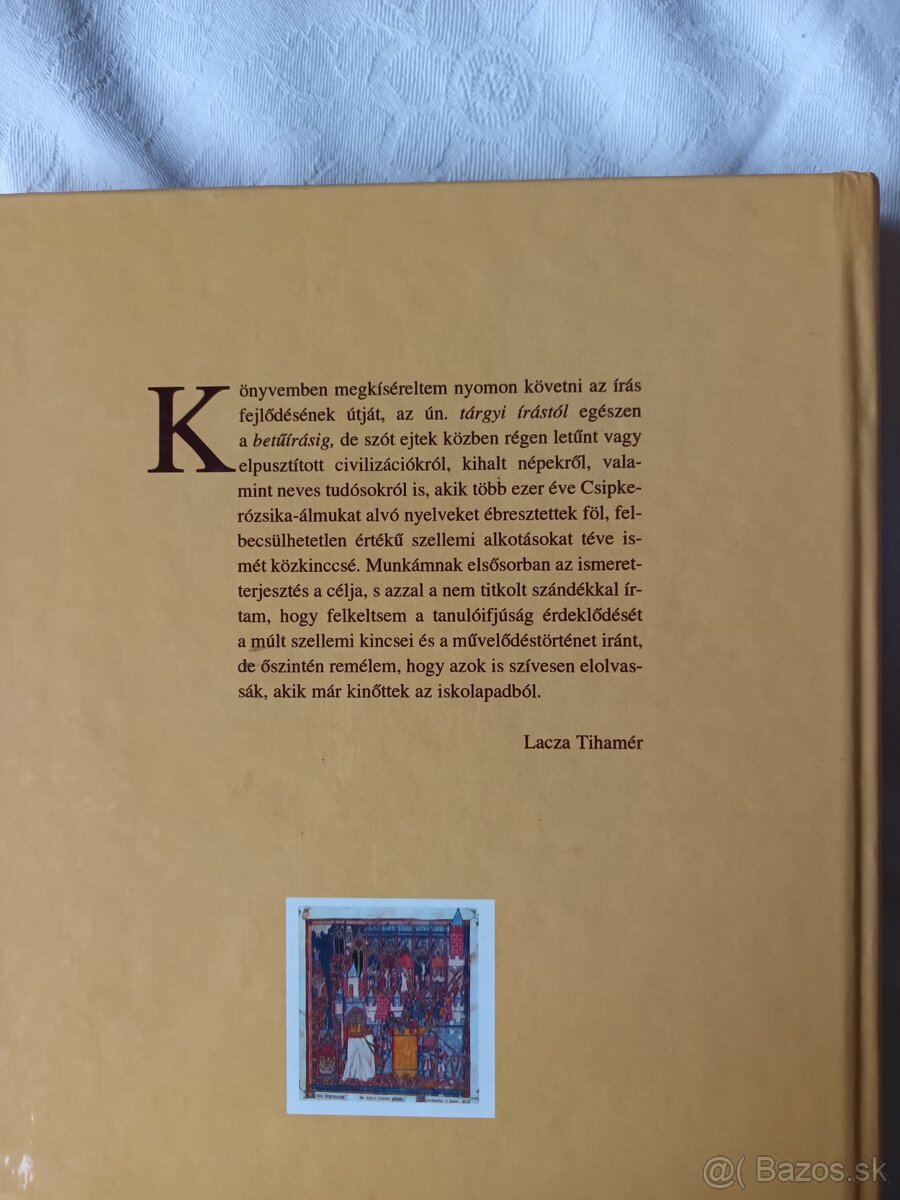 Könyvemben megkíséreltem nyomon követni az írás
fejlődésének útját, az ún. tárgyi írástól egészen
a betűírásig, de szót ejtek közben régen letűnt vagy
elpusztított civilizációkról, kihalt népekről, vala-
mint neves tudósokról is, akik több ezer éve Csipke-
rózsika-álmukat alvó nyelveket ébresztettek föl, fel-
becsülhetetlen értékű szellemi alkotásokat téve is-
mét közkinccsé. Munkámnak elsősorban az ismeret-
terjesztés a célja, s azzal a nem titkolt szándékkal ír-
tam, hogy felkeltsem a tanulóifjúság érdeklődését
a múlt szellemi kincsei és a művelődéstörténet iránt,
de őszintén remélem, hogy azok is szívesen elolvas-
sák, akik már kinőttek az iskolapadból.
Lacza Tihamér
@( Bazos.sk